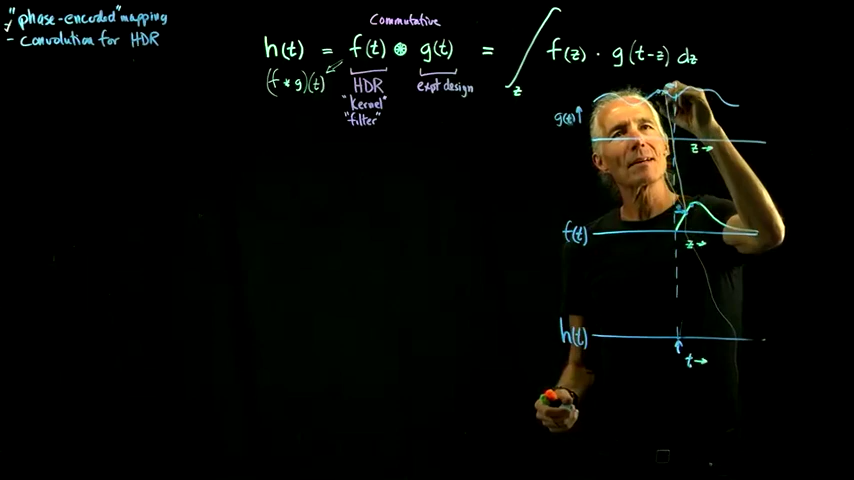 "phase-encoded" mapping
- convolution for HDR
Commutative
h(t) = f(t) ⊛ g(t) = ∫ f(z) · g(t-z) dz
z
(f * g)(t)
HDR
"kernel"
"filter"
expt design
g(t) ↑
z →
f(t)
z →
h(t)
t →